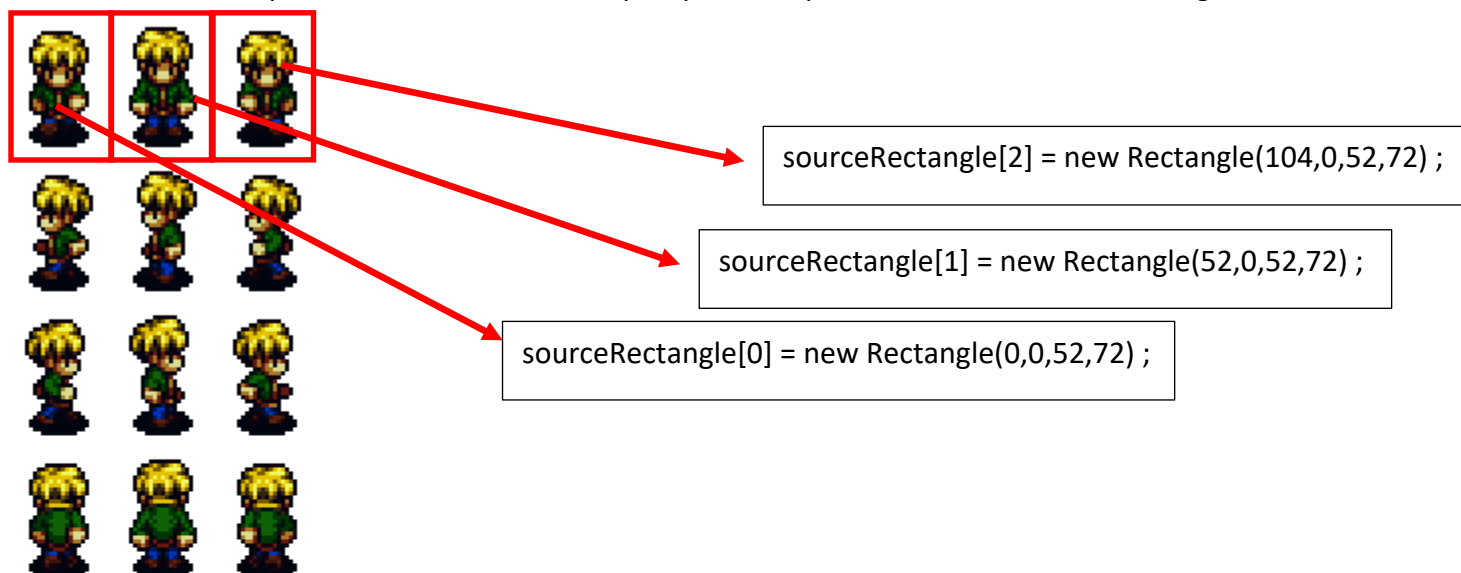 sourceRectangle[2] = new Rectangle(104,0,52,72) ;
sourceRectangle[1] = new Rectangle(52,0,52,72) ;
sourceRectangle[0] = new Rectangle(0,0,52,72) ;